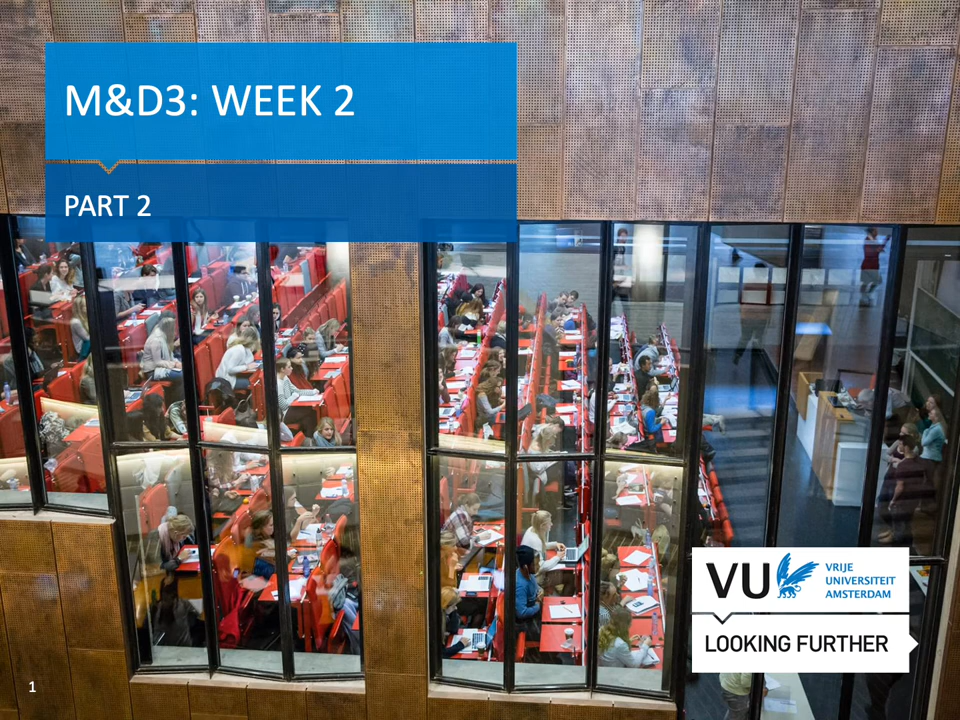 M&D3: WEEK 2
PART 2
VU
VRIJE
UNIVERSITEIT
AMSTERDAM
LOOKING FURTHER
1